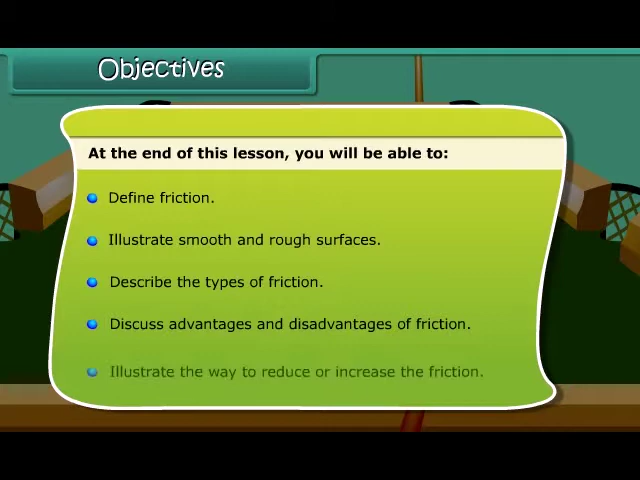 Objectives
At the end of this lesson, you will be able to:
Define friction.
Illustrate smooth and rough surfaces.
Describe the types of friction.
Discuss advantages and disadvantages of friction.
Illustrate the way to reduce or increase the friction.